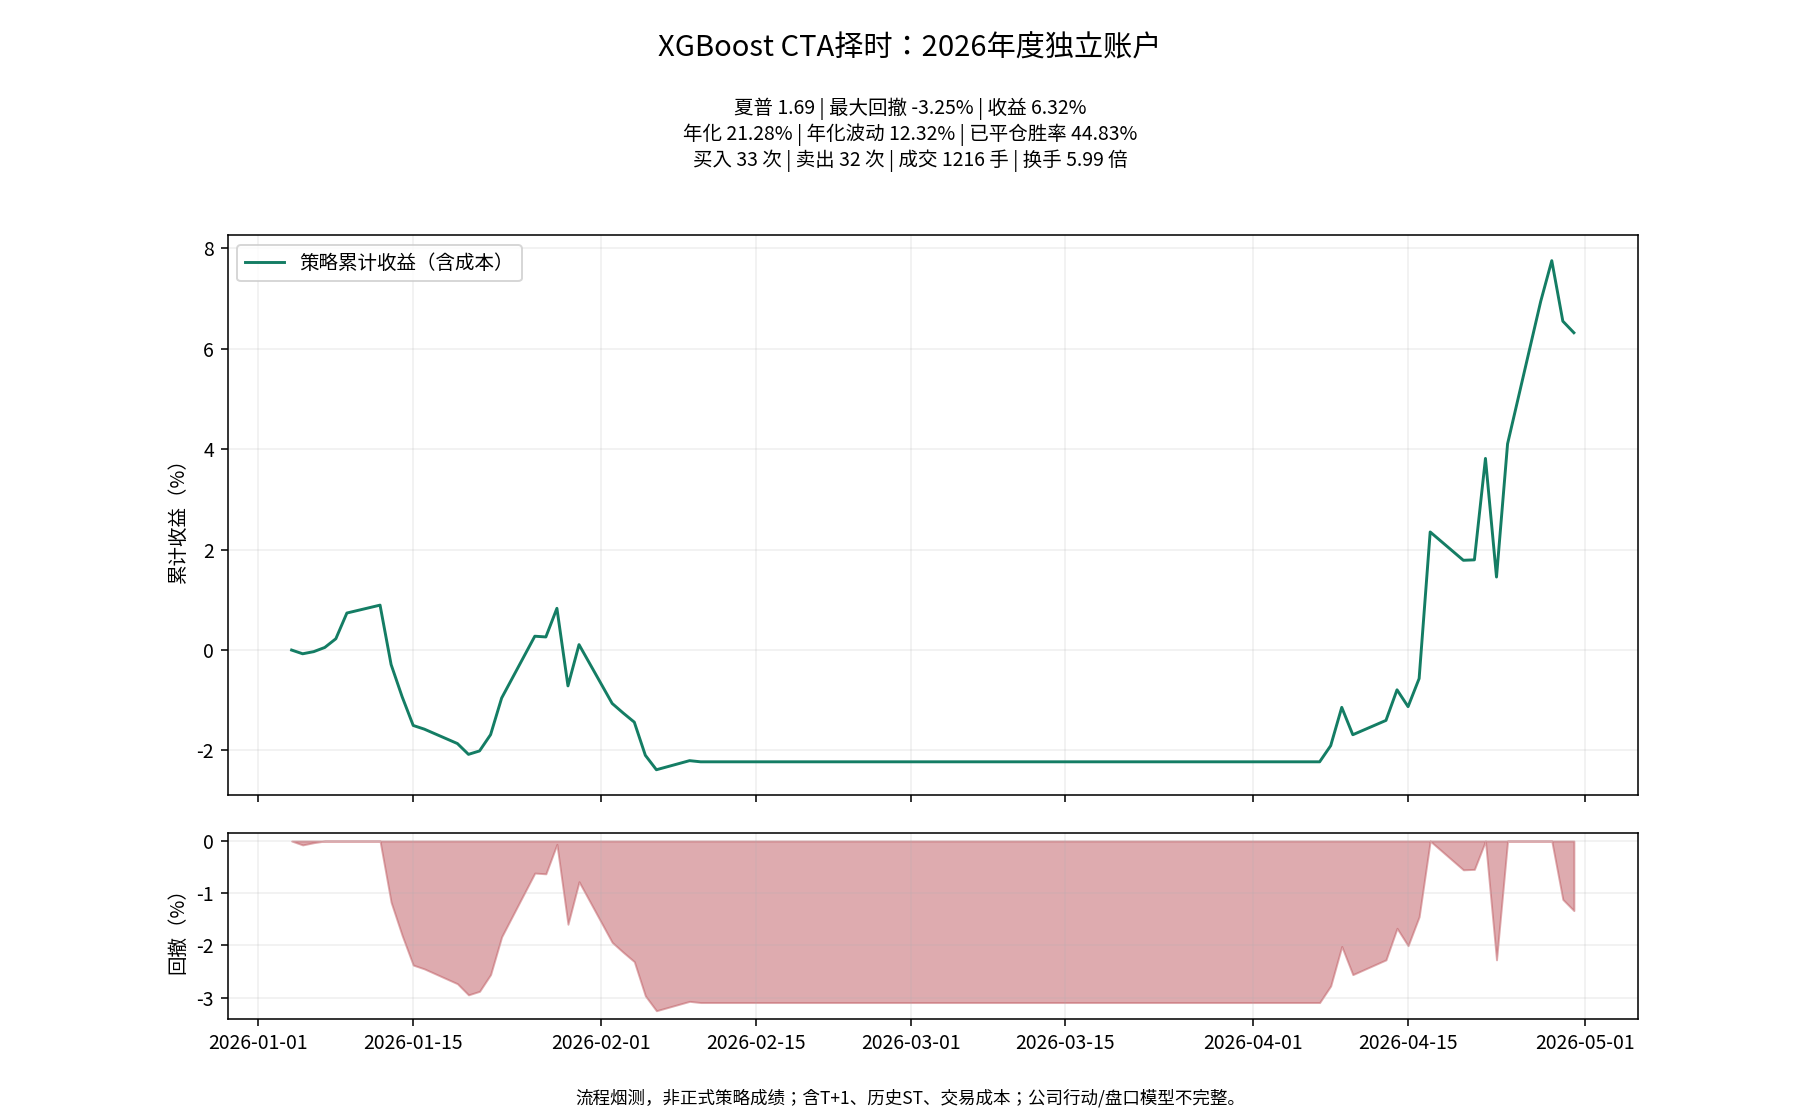 XGBoost CTA择时：2026年度独立账户
夏普 1.69 | 最大回撤 -3.25% | 收益 6.32%
年化 21.28% | 年化波动 12.32% | 已平仓胜率 44.83%
买入 33 次 | 卖出 32 次 | 成交 1216 手 | 换手 5.99 倍
策略累计收益（含成本）
累计收益（%）
8
6
4
2
0
-2
回撤（%）
0
-1
-2
-3
2026-01-01 2026-01-15 2026-02-01 2026-02-15 2026-03-01 2026-03-15 2026-04-01 2026-04-15 2026-05-01
流程烟测，非正式策略成绩；含T+1、历史ST、交易成本；公司行动/盘口模型不完整。